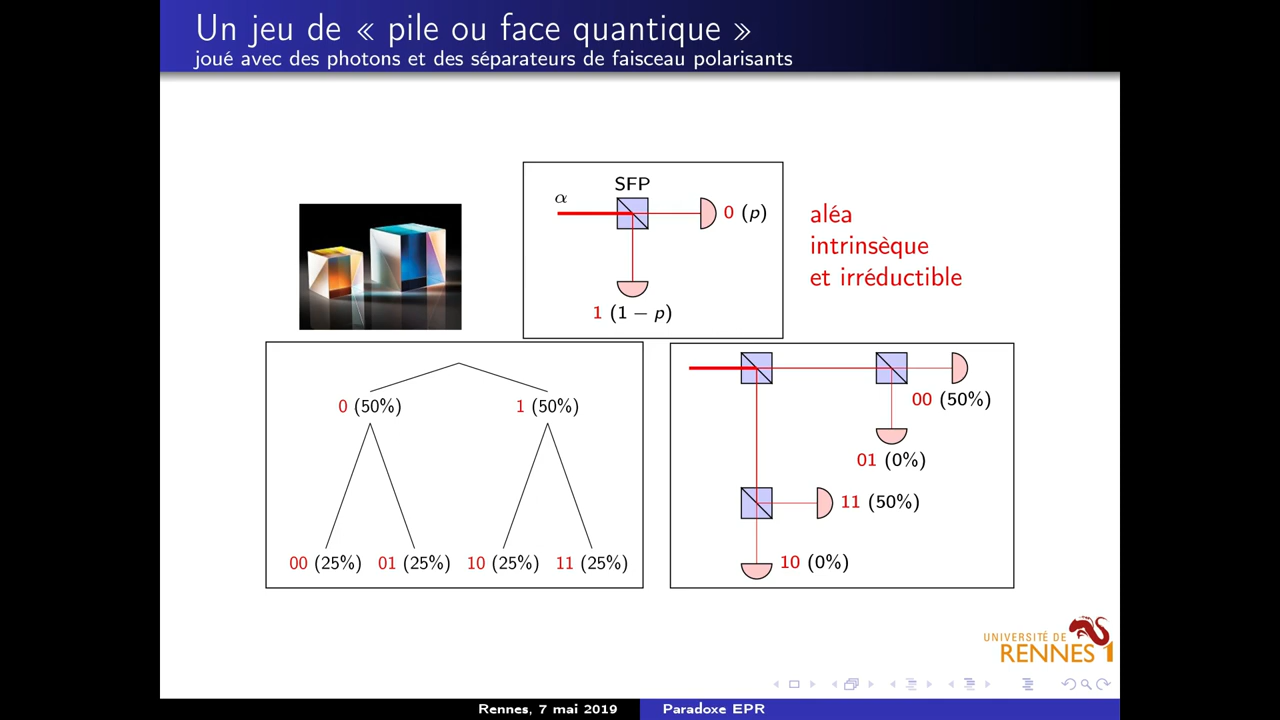 Un jeu de « pile ou face quantique »
joué avec des photons et des séparateurs de faisceau polarisants
SFP
α
0 (p)
1 (1 − p)
aléa
intrinsèque
et irréductible
0 (50%)
1 (50%)
00 (25%)
01 (25%)
10 (25%)
11 (25%)
00 (50%)
01 (0%)
11 (50%)
10 (0%)
UNIVERSITÉ DE
RENNES 1
Rennes, 7 mai 2019
Paradoxe EPR